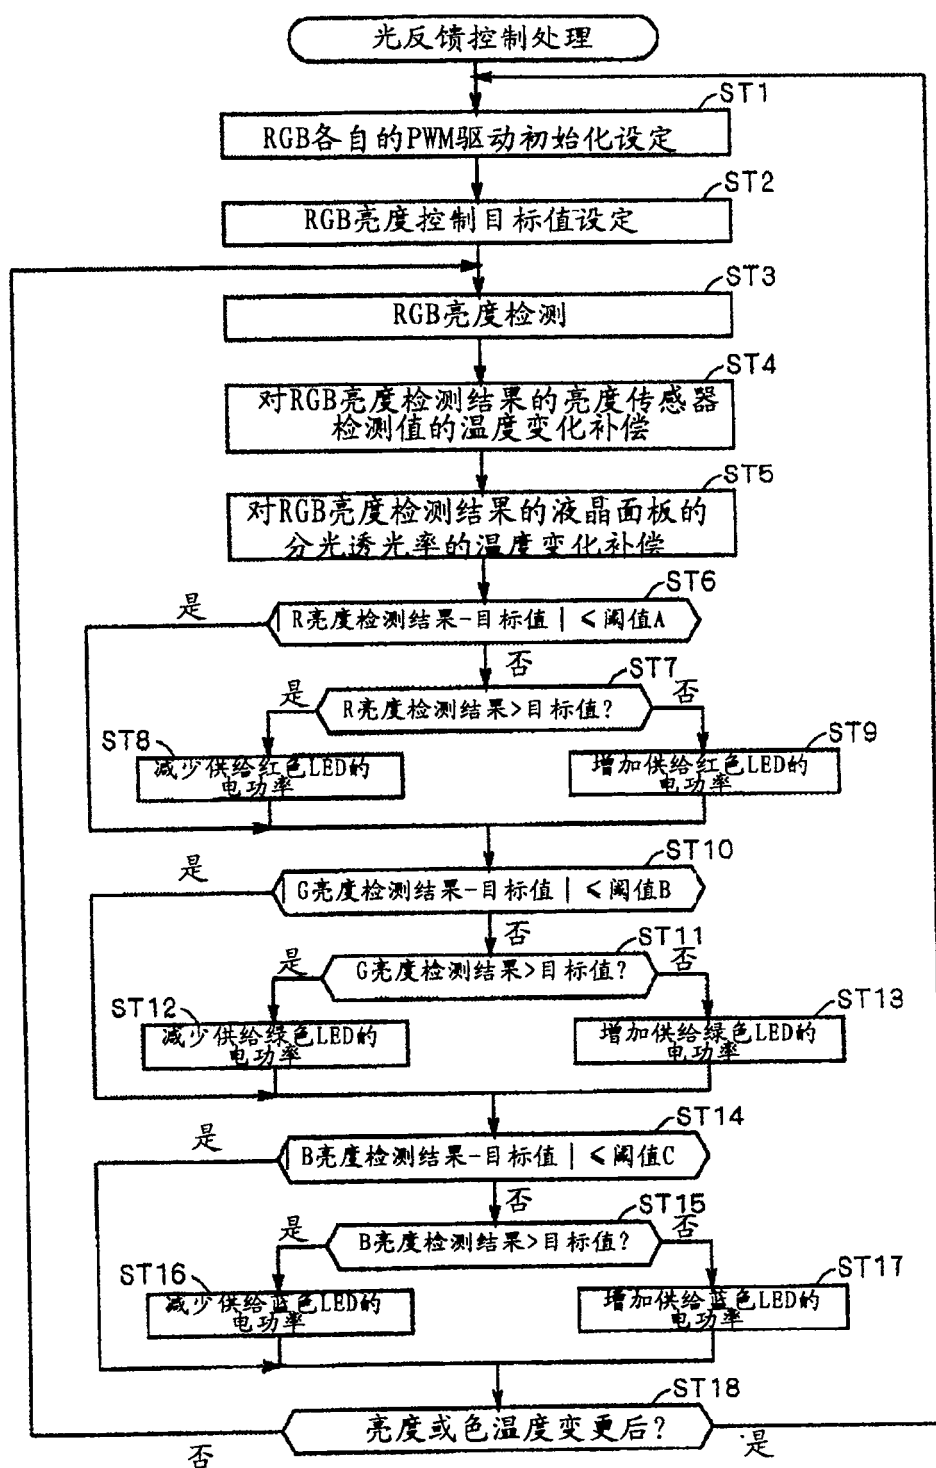 光反馈控制处理
ST1
RGB各自的PWM驱动初始化设定
ST2
RGB亮度控制目标值设定
ST3
RGB亮度检测
ST4
对RGB亮度检测结果的亮度传感器
检测值的温度变化补偿
ST5
对RGB亮度检测结果的液晶面板的
分光透光率的温度变化补偿
ST6
是
|R亮度检测结果-目标值|≤阈值A
否
ST7
是
R亮度检测结果>目标值?
否
ST8
减少供给红色LED的
电功率
ST9
增加供给红色LED的
电功率
ST10
是
|G亮度检测结果-目标值|≤阈值B
否
ST11
是
G亮度检测结果>目标值?
否
ST12
减少供给绿色LED的
电功率
ST13
增加供给绿色LED的
电功率
ST14
是
|B亮度检测结果-目标值|≤阈值C
否
ST15
是
B亮度检测结果>目标值?
否
ST16
减少供给蓝色LED的
电功率
ST17
增加供给蓝色LED的
电功率
ST18
亮度或色温度变更后?
否
是